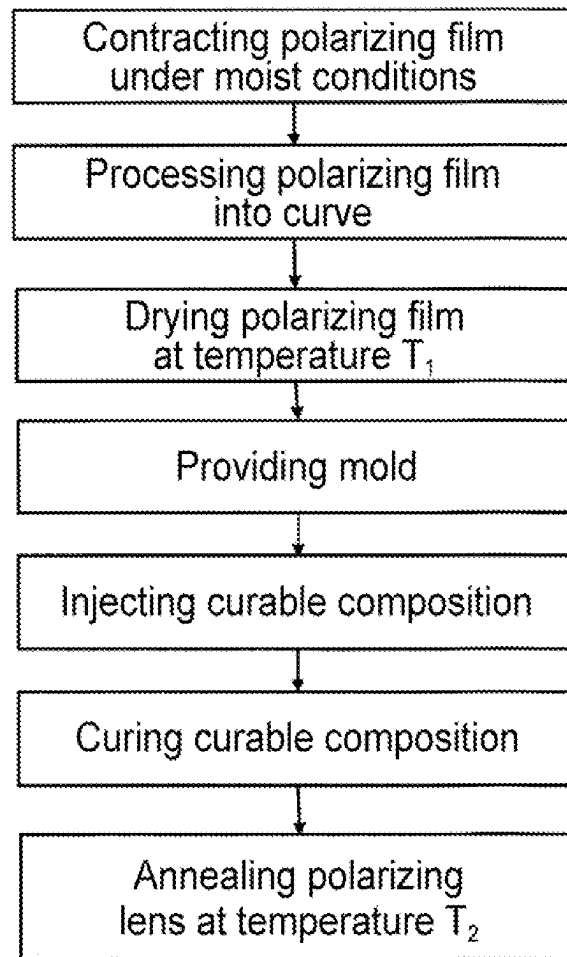 Contracting polarizing film
under moist conditions
Processing polarizing film
into curve
Drying polarizing film
at temperature T₁
Providing mold
Injecting curable composition
Curing curable composition
Annealing polarizing
lens at temperature T₂